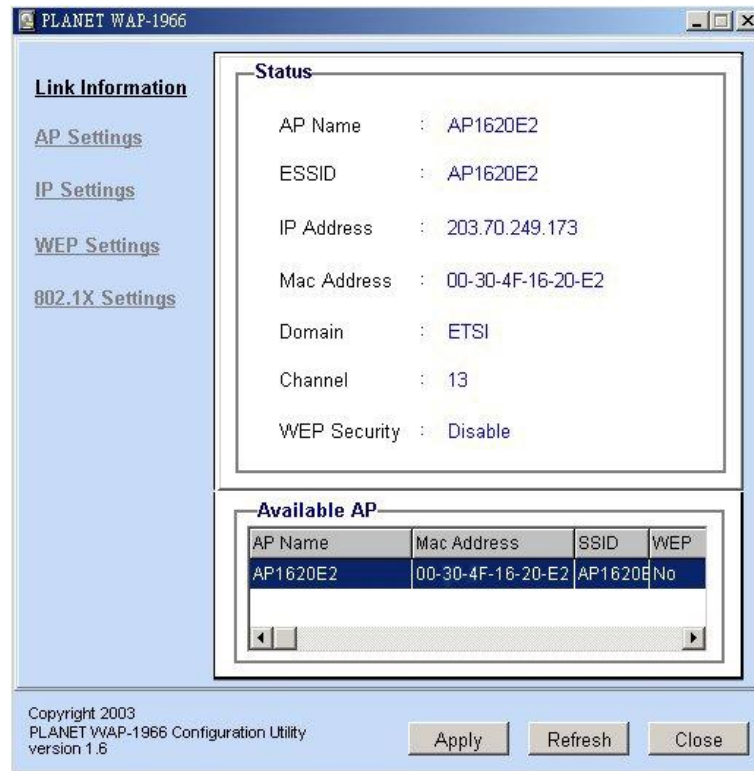 PLANET WAP-1966
Link Information
AP Settings
IP Settings
WEP Settings
802.1X Settings
Status
AP Name : AP1620E2
ESSID : AP1620E2
IP Address : 203.70.249.173
Mac Address : 00-30-4F-16-20-E2
Domain : ETSI
Channel : 13
WEP Security : Disable
Available AP
AP Name Mac Address SSID WEP
AP1620E2 00-30-4F-16-20-E2 AP1620E No
Copyright 2003
PLANET WAP-1966 Configuration Utility
version 1.6
Apply Refresh Close